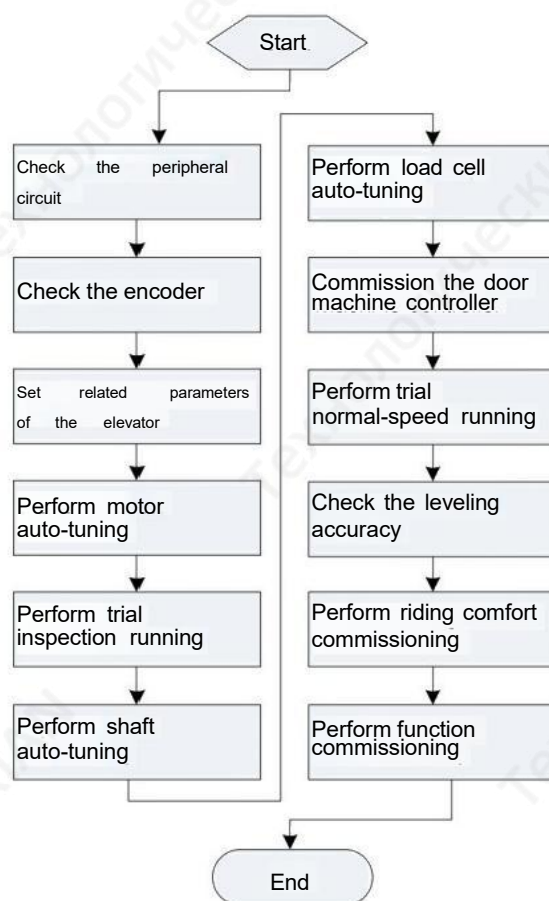 Start
Check the peripheral
circuit
Check the encoder
Set related parameters
of the elevator
Perform motor
auto-tuning
Perform trial
inspection running
Perform shaft
auto-tuning
Perform load cell
auto-tuning
Commission the door
machine controller
Perform trial
normal-speed running
Check the leveling
accuracy
Perform riding comfort
commissioning
Perform function
commissioning
End